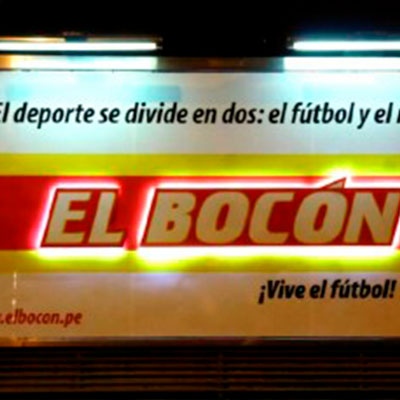 El deporte se divide en dos: el fútbol y el
EL BOCÓN
¡Vive el fútbol!
.elbocon.pe